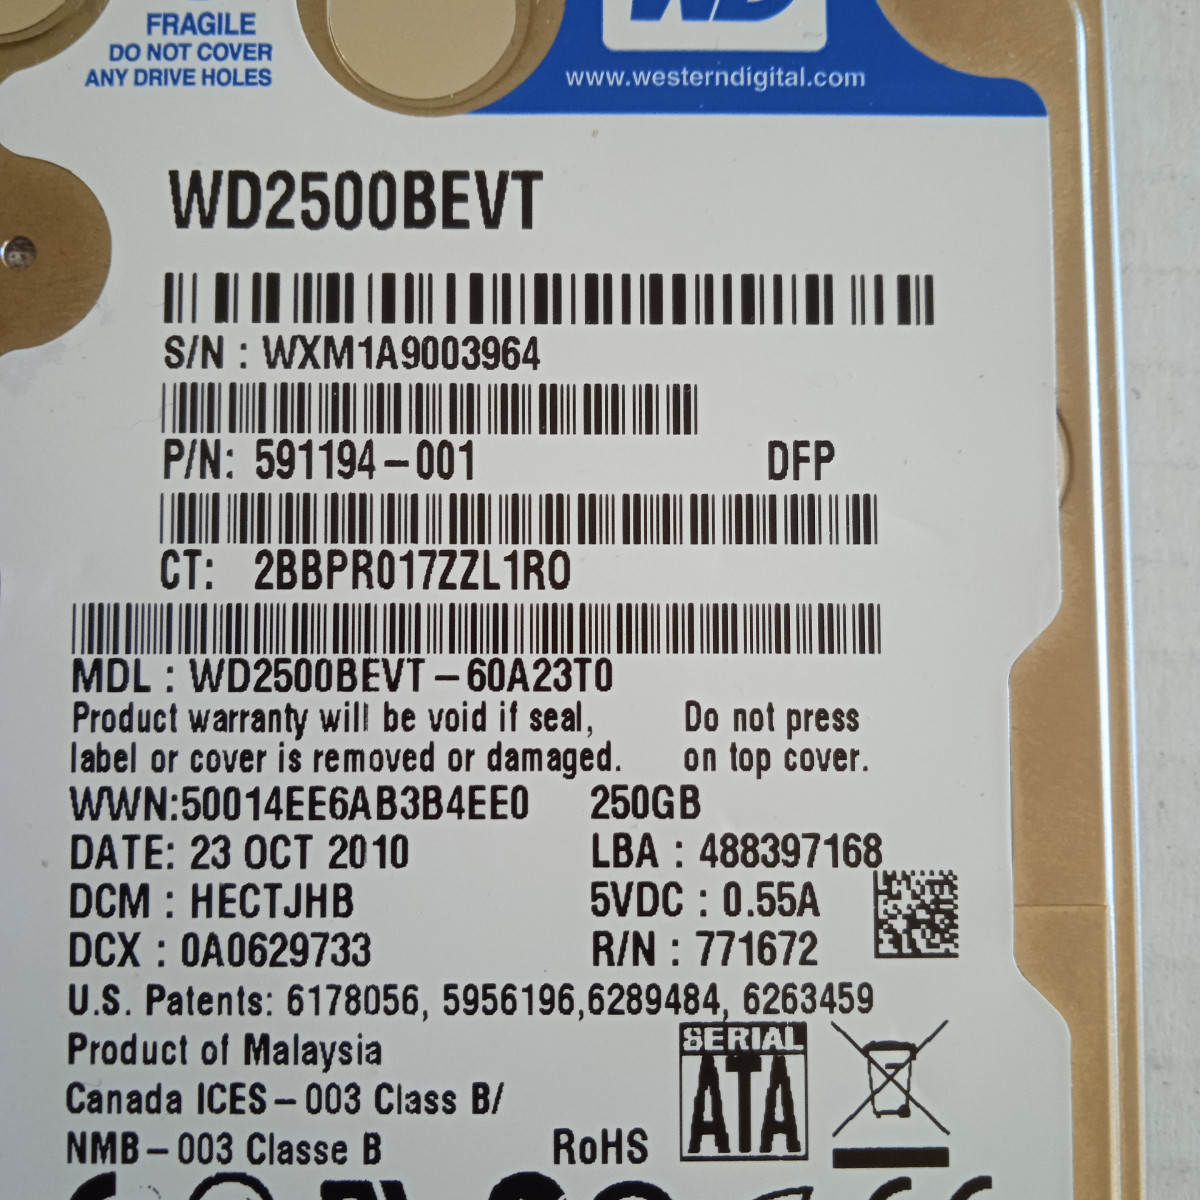 FRAGILE
DO NOT COVER
ANY DRIVE HOLES
WD
www.westerndigital.com
WD2500BEVT
S/N : WXM1A9003964
P/N: 591194-001 DFP
CT: 2BBPR017ZZL1RO
MDL : WD2500BEVT-60A23T0
Product warranty will be void if seal, Do not press
label or cover is removed or damaged. on top cover.
WWN:50014EE6AB3B4EE0 250GB
DATE: 23 OCT 2010 LBA : 488397168
DCM : HECTJHB 5VDC : 0.55A
DCX : 0A0629733 R/N : 771672
U.S. Patents: 6178056, 5956196,6289484, 6263459
Product of Malaysia
Canada ICES-003 Class B/
NMB-003 Classe B
RoHS
SERIAL
ATA